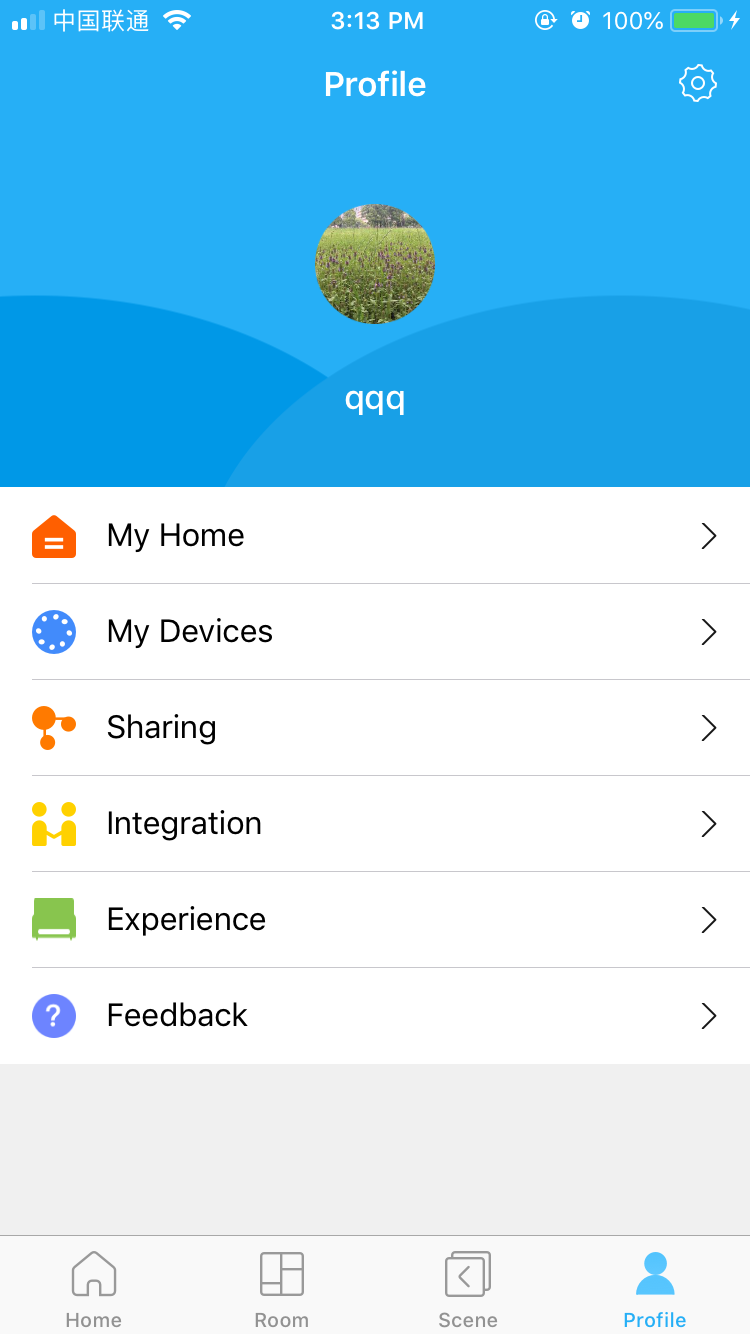 中国联通 3:13 PM 100%
Profile
qqq
My Home
My Devices
Sharing
Integration
Experience
? Feedback
Home Room Scene Profile